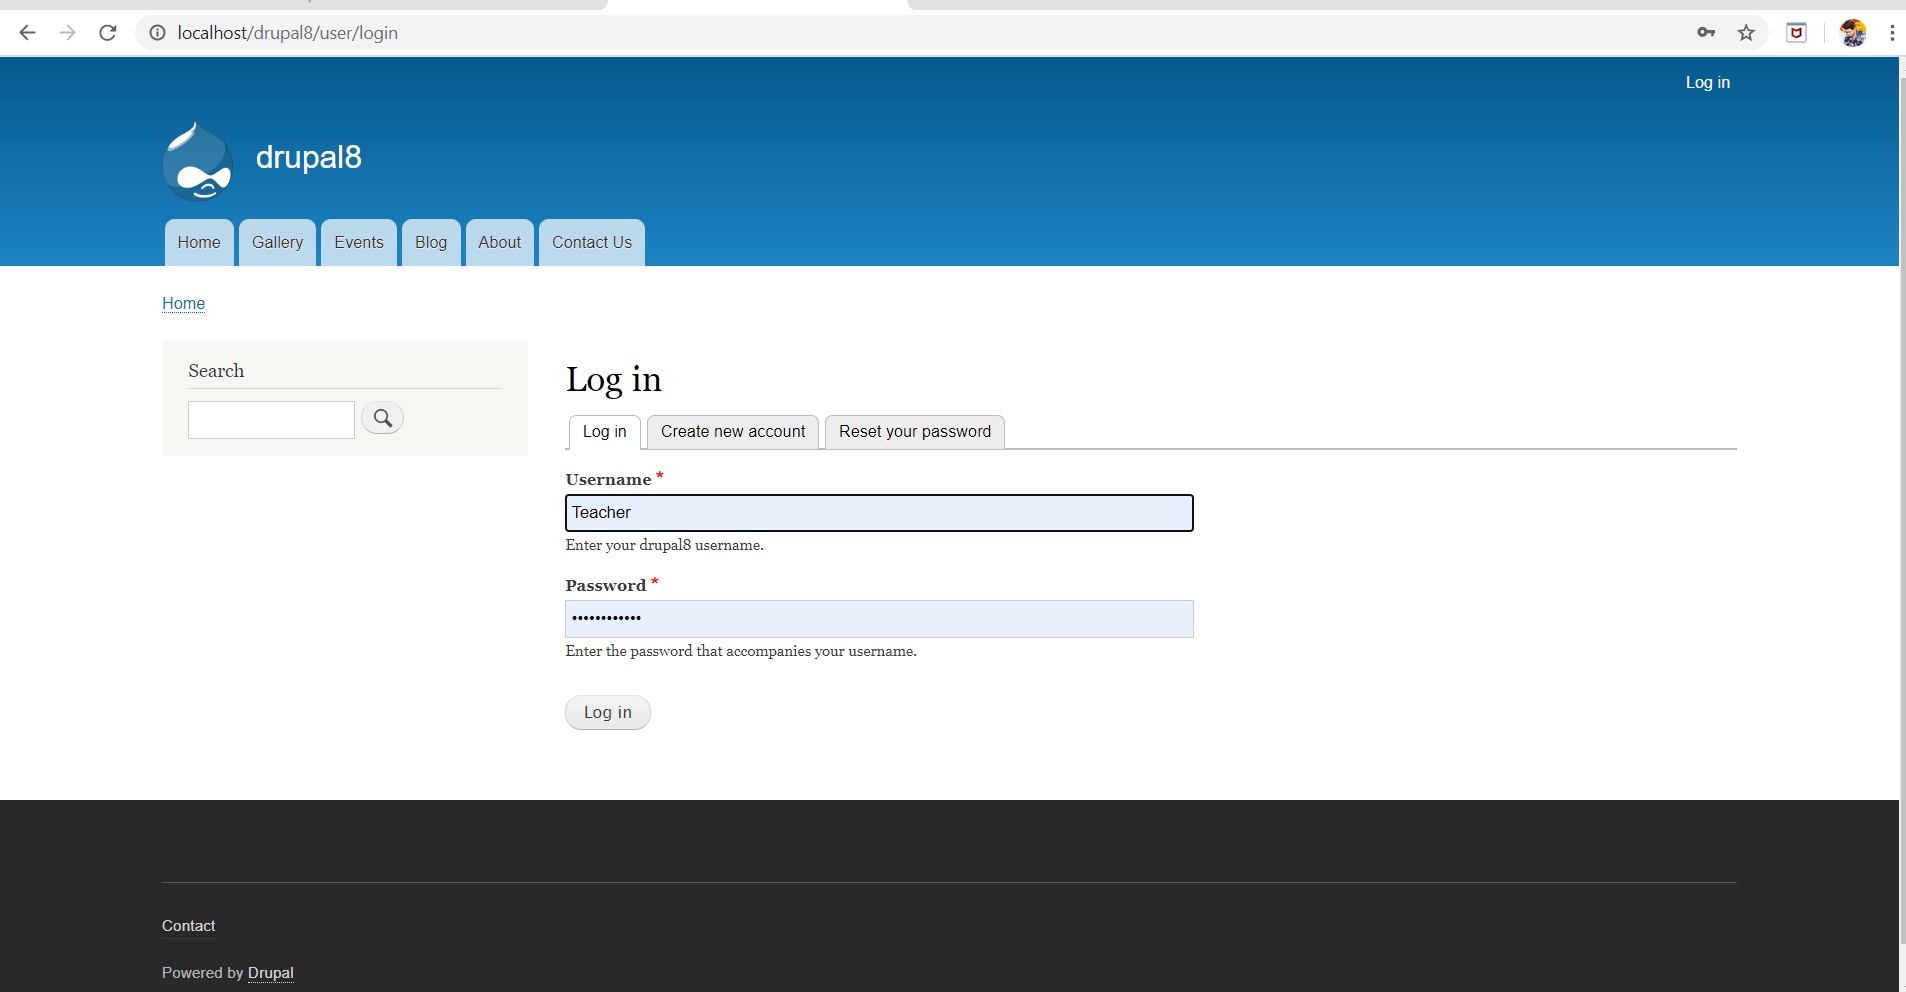 localhost/drupal8/user/login
Log in
drupal8
Home Gallery Events Blog About Contact Us
Home
Search
Log in
Log in Create new account Reset your password
Username *
Teacher
Enter your drupal8 username.
Password *
••••••••••••
Enter the password that accompanies your username.
Log in
Contact
Powered by Drupal